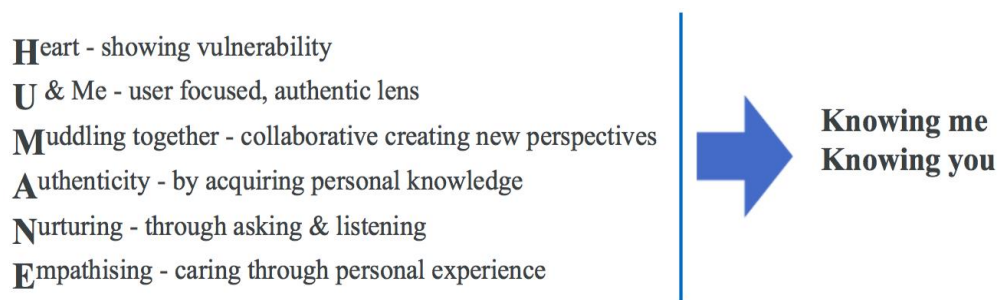 Heart - showing vulnerability
U & Me - user focused, authentic lens
Muddling together - collaborative creating new perspectives
Authenticity - by acquiring personal knowledge
Nurturing - through asking & listening
Empathising - caring through personal experience
Knowing me
Knowing you